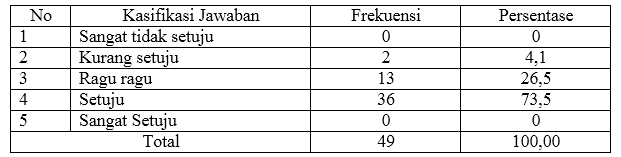 No Kasifikasi Jawaban Frekuensi Persentase
1 Sangat tidak setuju 0 0
2 Kurang setuju 2 4,1
3 Ragu ragu 13 26,5
4 Setuju 36 73,5
5 Sangat Setuju 0 0
Total 49 100,00